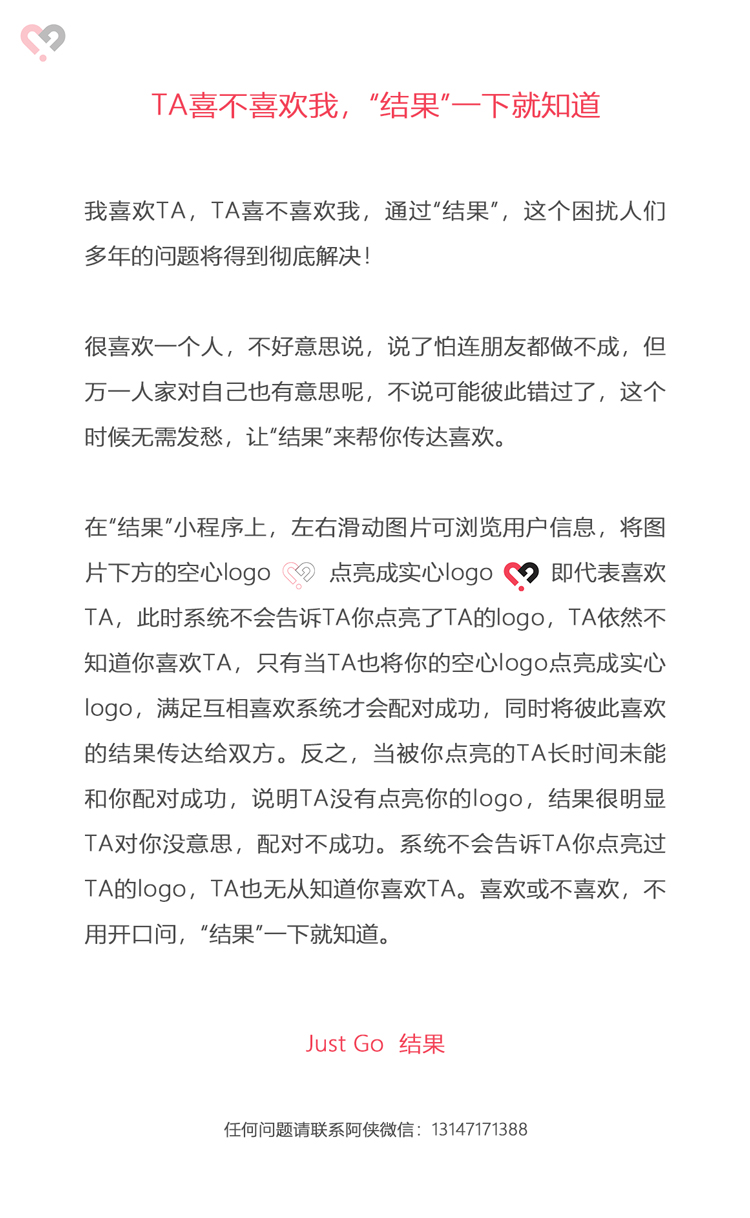 TA喜不喜欢我，“结果”一下就知道
我喜欢TA，TA喜不喜欢我，通过“结果”，这个困扰人们
多年的问题将得到彻底解决！
很喜欢一个人，不好意思说，说了怕连朋友都做不成，但
万一人家对自己也有意思呢，不说可能彼此错过了，这个
时候无需发愁，让“结果”来帮你传达喜欢。
在“结果”小程序上，左右滑动图片可浏览用户信息，将图
片下方的空心logo 点亮成实心logo 即代表喜欢
TA，此时系统不会告诉TA你点亮了TA的logo，TA依然不
知道你喜欢TA，只有当TA也将你的空心logo点亮成实心
logo，满足互相喜欢系统才会配对成功，同时将彼此喜欢
的结果传达给双方。反之，当被你点亮的TA长时间未能
和你配对成功，说明TA没有点亮你的logo，结果很明显
TA对你没意思，配对不成功。系统不会告诉TA你点亮过
TA的logo，TA也无从知道你喜欢TA。喜欢或不喜欢，不
用开口问，“结果”一下就知道。
Just Go 结果
任何问题请联系阿侠微信：13147171388